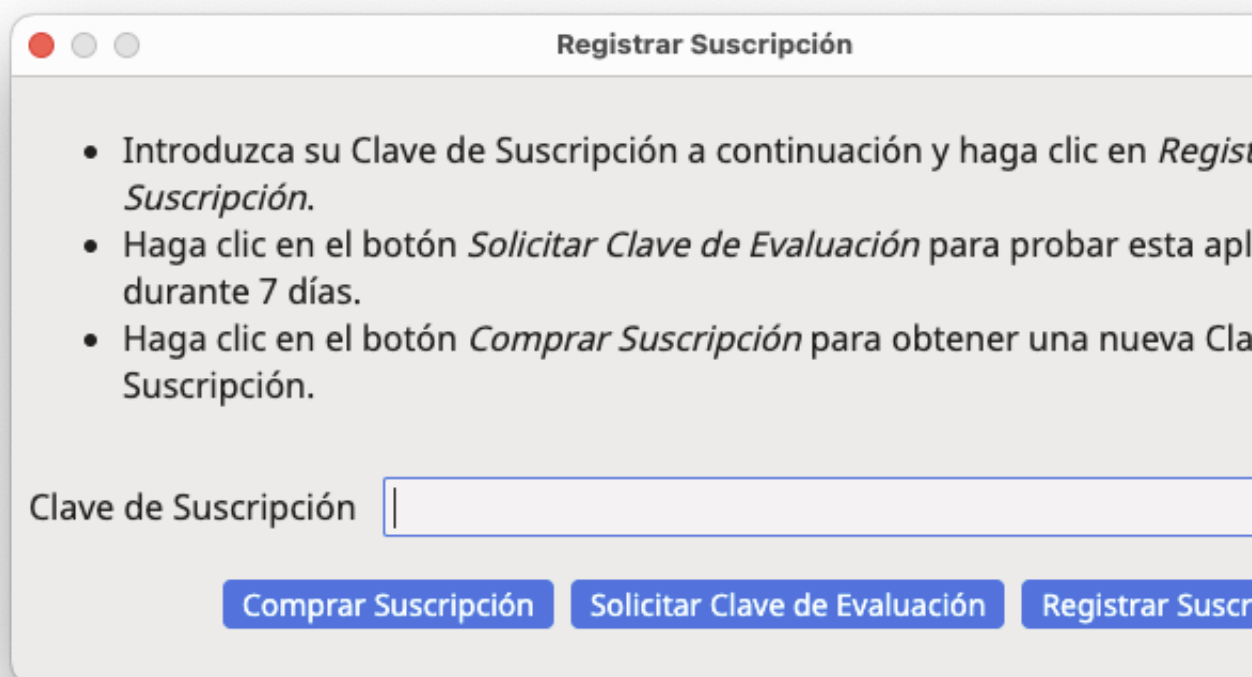 Registrar Suscripción
• Introduzca su Clave de Suscripción a continuación y haga clic en
Suscripción.
• Haga clic en el botón Solicitar Clave de Evaluación para probar esta
durante 7 días.
• Haga clic en el botón Comprar Suscripción para obtener una nueva
Suscripción.
Clave de Suscripción
Comprar Suscripción Solicitar Clave de Evaluación Registrar